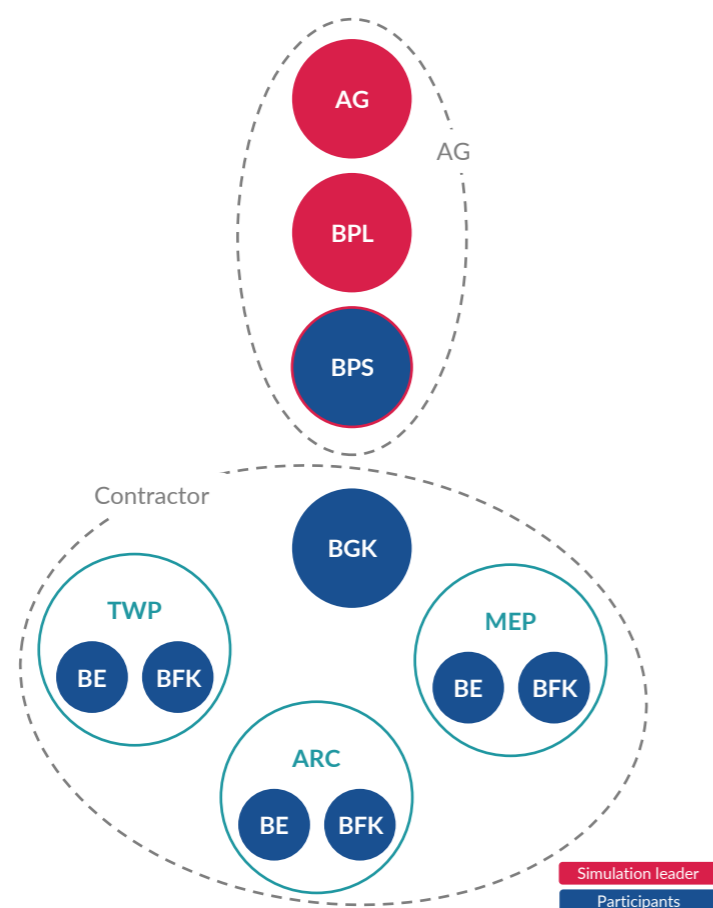 AG
AG
BPL
BPS
Contractor
BGK
TWP
BE BFK
MEP
BE BFK
ARC
BE BFK
Simulation leader
Participants